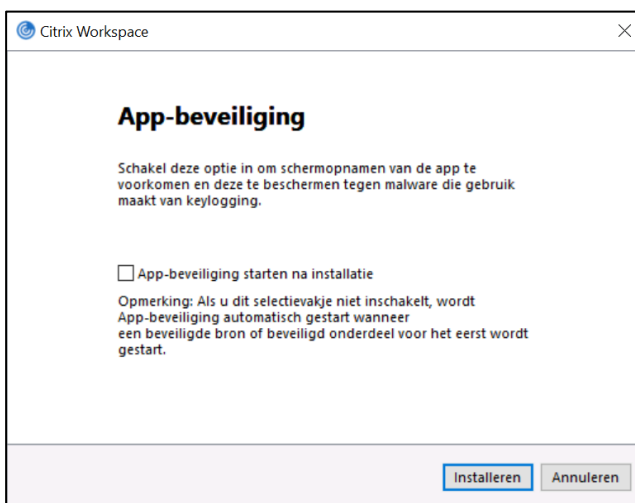 Citrix Workspace
App-beveiliging
Schakel deze optie in om schermopnamen van de app te
voorkomen en deze te beschermen tegen malware die gebruik
maakt van keylogging.
App-beveiliging starten na installatie
Opmerking: Als u dit selectievakje niet inschakelt, wordt
App-beveiliging automatisch gestart wanneer
een beveiligde bron of beveiligd onderdeel voor het eerst wordt
gestart.
Installeren
Annuleren